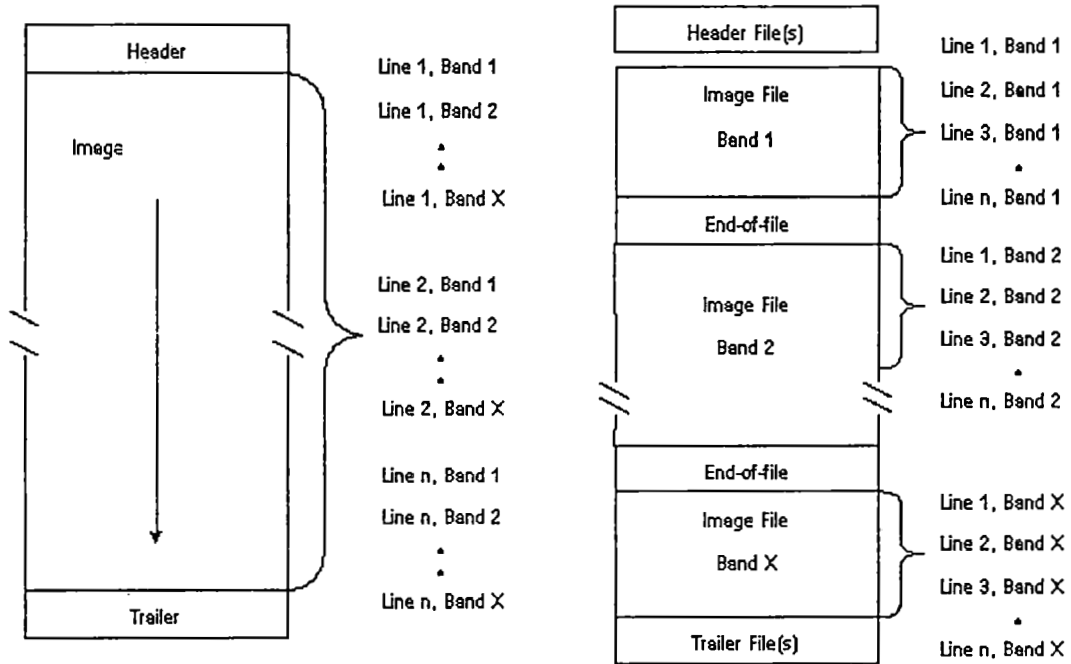 Header
Image
Trailer
Line 1, Band 1
Line 1, Band 2
Line 1, Band X
Line 2, Band 1
Line 2, Band 2
Line 2, Band X
Line n, Band 1
Line n, Band 2
Line n, Band X
Header File(s)
Image File
Band 1
End-of-file
Image File
Band 2
End-of-file
Image File
Band X
Trailer File(s)
Line 1, Band 1
Line 2, Band 1
Line 3, Band 1
Line n, Band 1
Line 1, Band 2
Line 2, Band 2
Line 3, Band 2
Line n, Band 2
Line 1, Band X
Line 2, Band X
Line 3, Band X
Line n, Band X